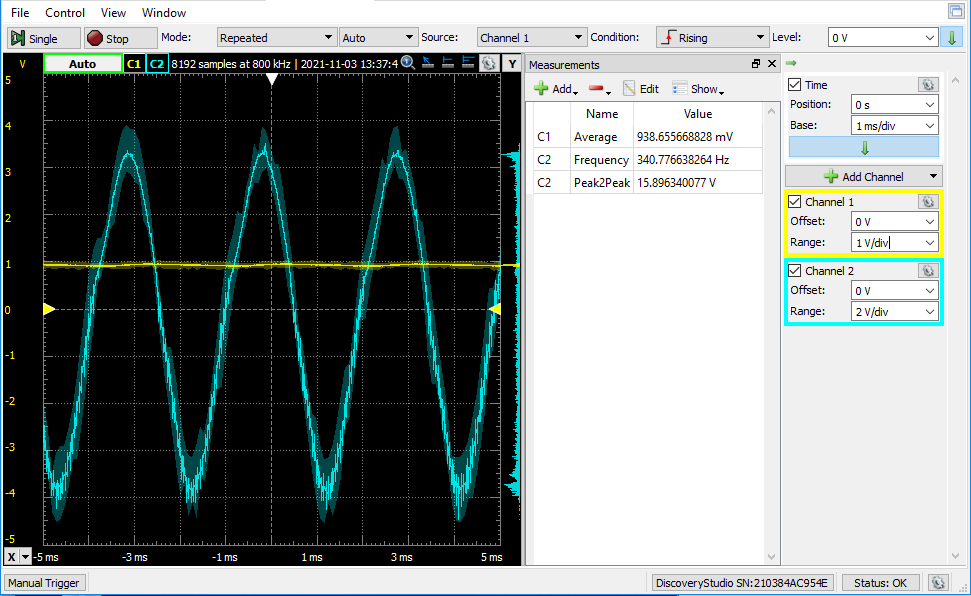 File Control View Window
Single Stop Mode: Repeated Auto Source: Channel 1 Condition: Rising Level: 0 V
V Auto C1 C2 8192 samples at 800 kHz | 2021-11-03 13:37:4 Y
5
4
3
2
1
0
-1
-2
-3
-4
-5
X -5 ms -3 ms -1 ms 1 ms 3 ms 5 ms
Measurements
Add Edit Show
Name Value
C1 Average 938.655668828 mV
C2 Frequency 340.776638264 Hz
C2 Peak2Peak 15.896340077 V
Time
Position: 0 s
Base: 1 ms/div
Add Channel
Channel 1
Offset: 0 V
Range: 1 V/div
Channel 2
Offset: 0 V
Range: 2 V/div
Manual Trigger DiscoveryStudio SN:210384AC954E Status: OK